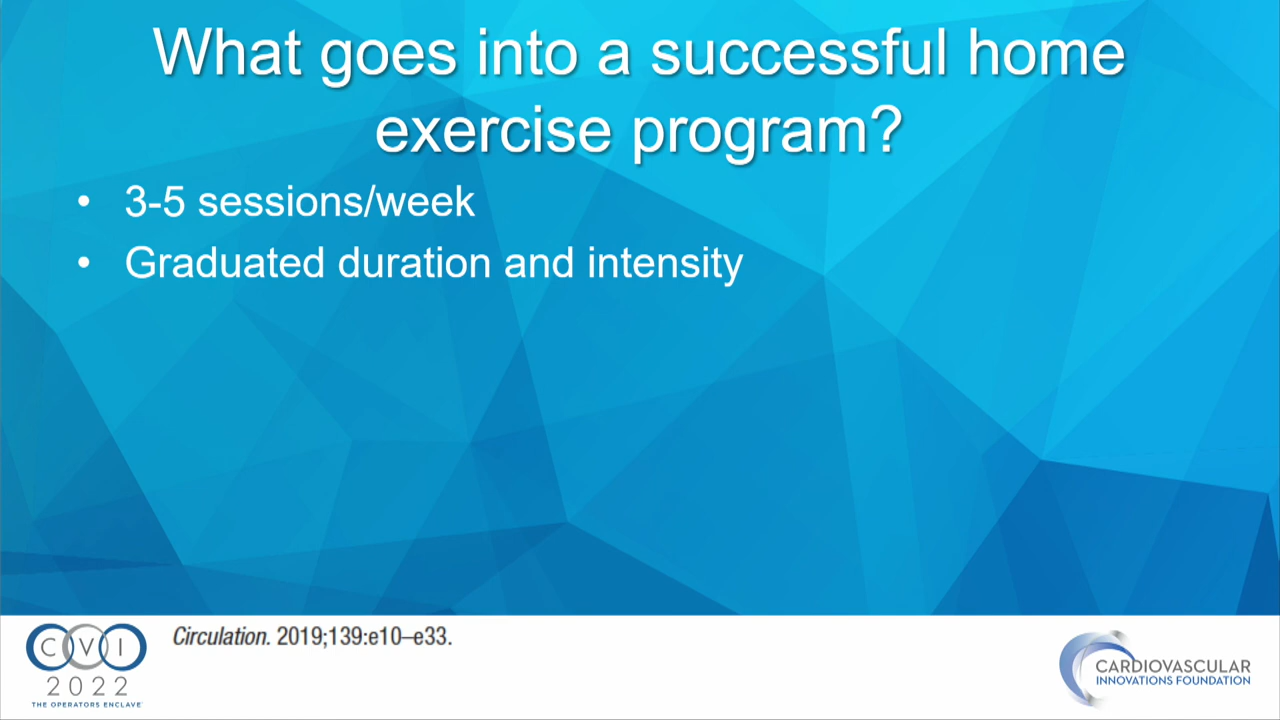 What goes into a successful home
exercise program?
• 3-5 sessions/week
• Graduated duration and intensity
Circulation. 2019;139:e10–e33.
CVI
2022
THE OPERATORS ENCLAVE
CARDIOVASCULAR
INNOVATIONS FOUNDATION